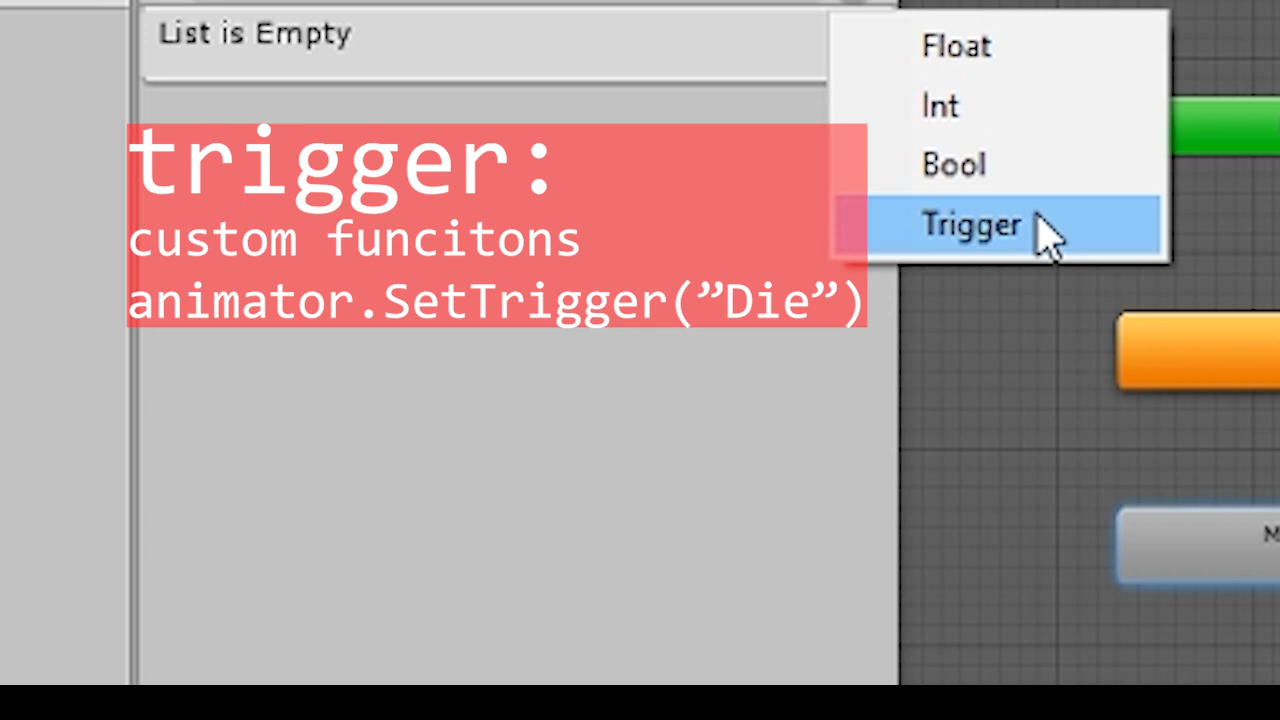 List is Empty
Float
Int
Bool
Trigger
trigger:
custom funcitons
animator.SetTrigger(”Die”)
M